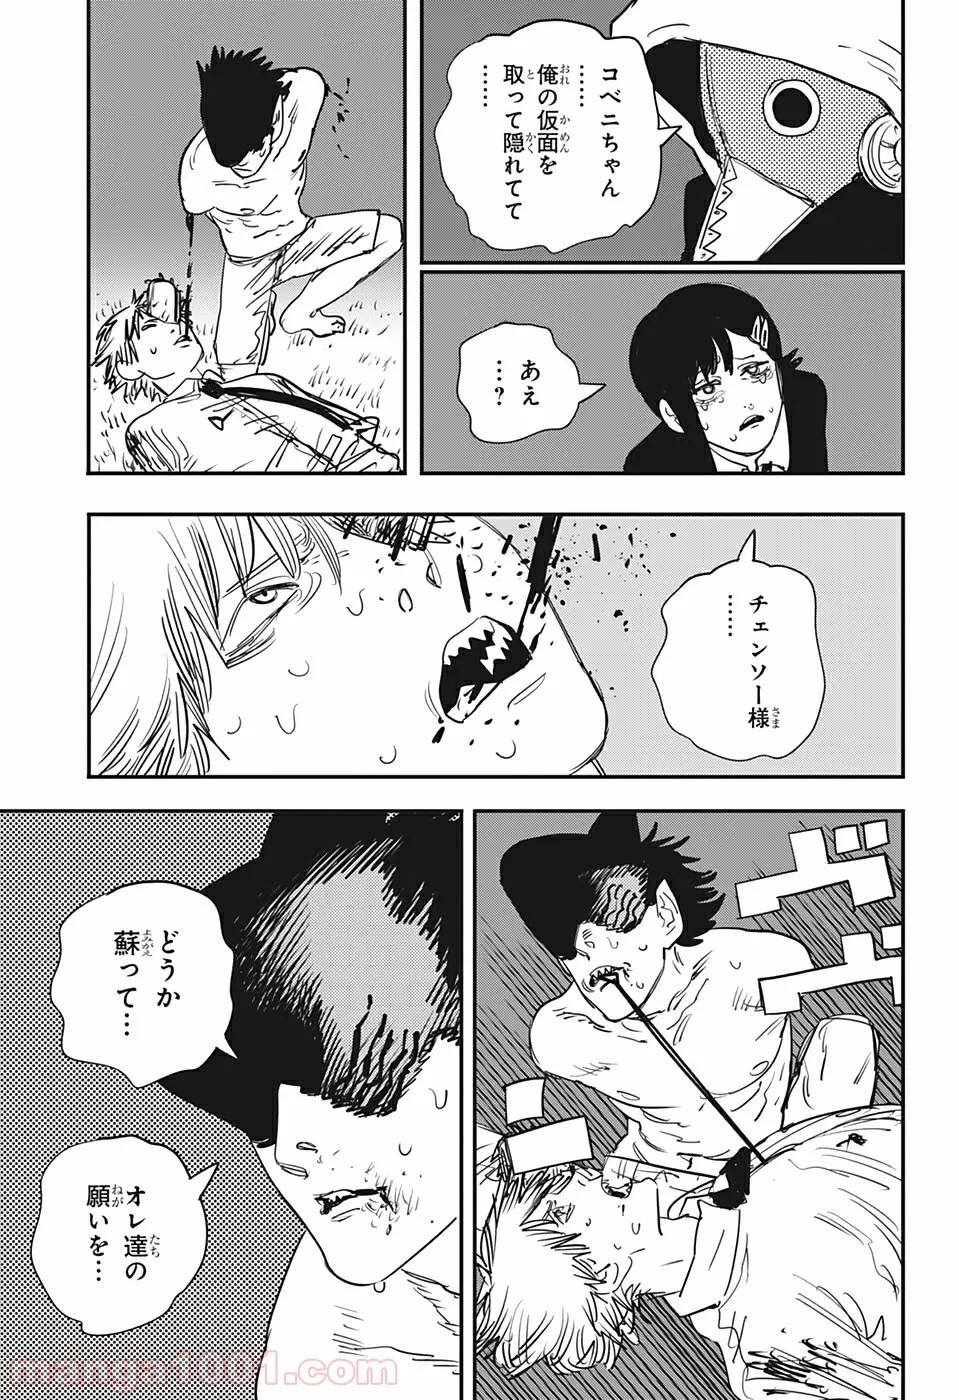 コベニちゃん
……
俺の仮面を
取って隠れてて
……
あえ
…?
チェンソー様
……
ヴヴ
どうか
蘇って…
オレ達の
願いを…
manga1001.com